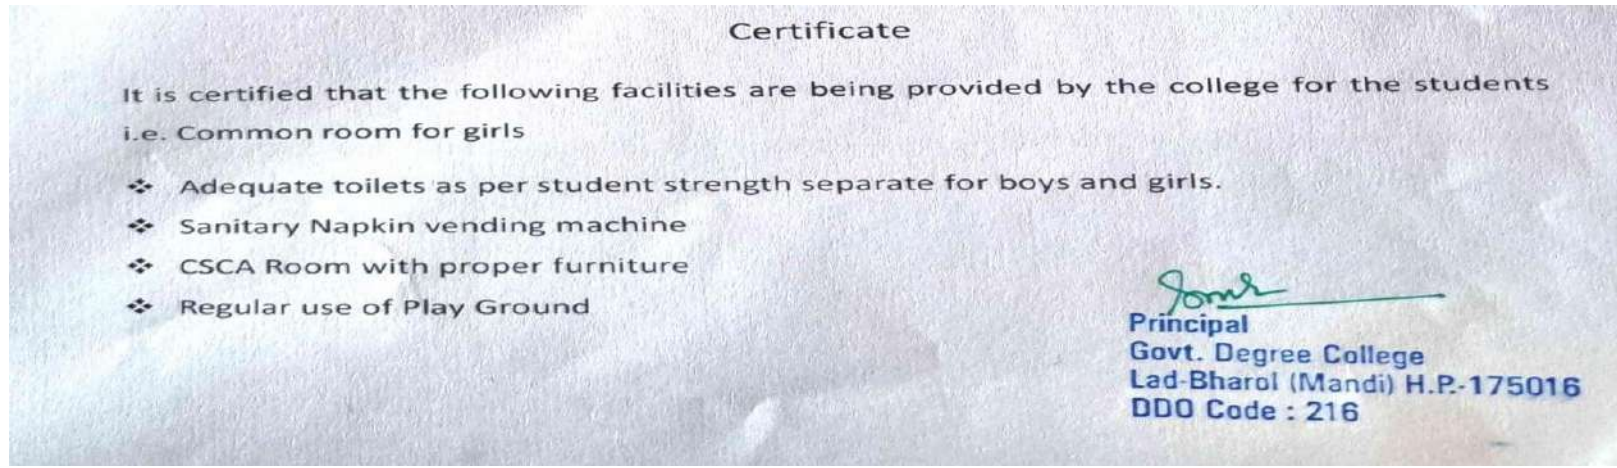 Certificate
It is certified that the following facilities are being provided by the college for the students
i.e. Common room for girls
❖ Adequate toilets as per student strength separate for boys and girls.
❖ Sanitary Napkin vending machine
❖ CSCA Room with proper furniture
❖ Regular use of Play Ground
Principal
Govt. Degree College
Lad-Bharol (Mandi) H.P.-175016
DDO Code : 216